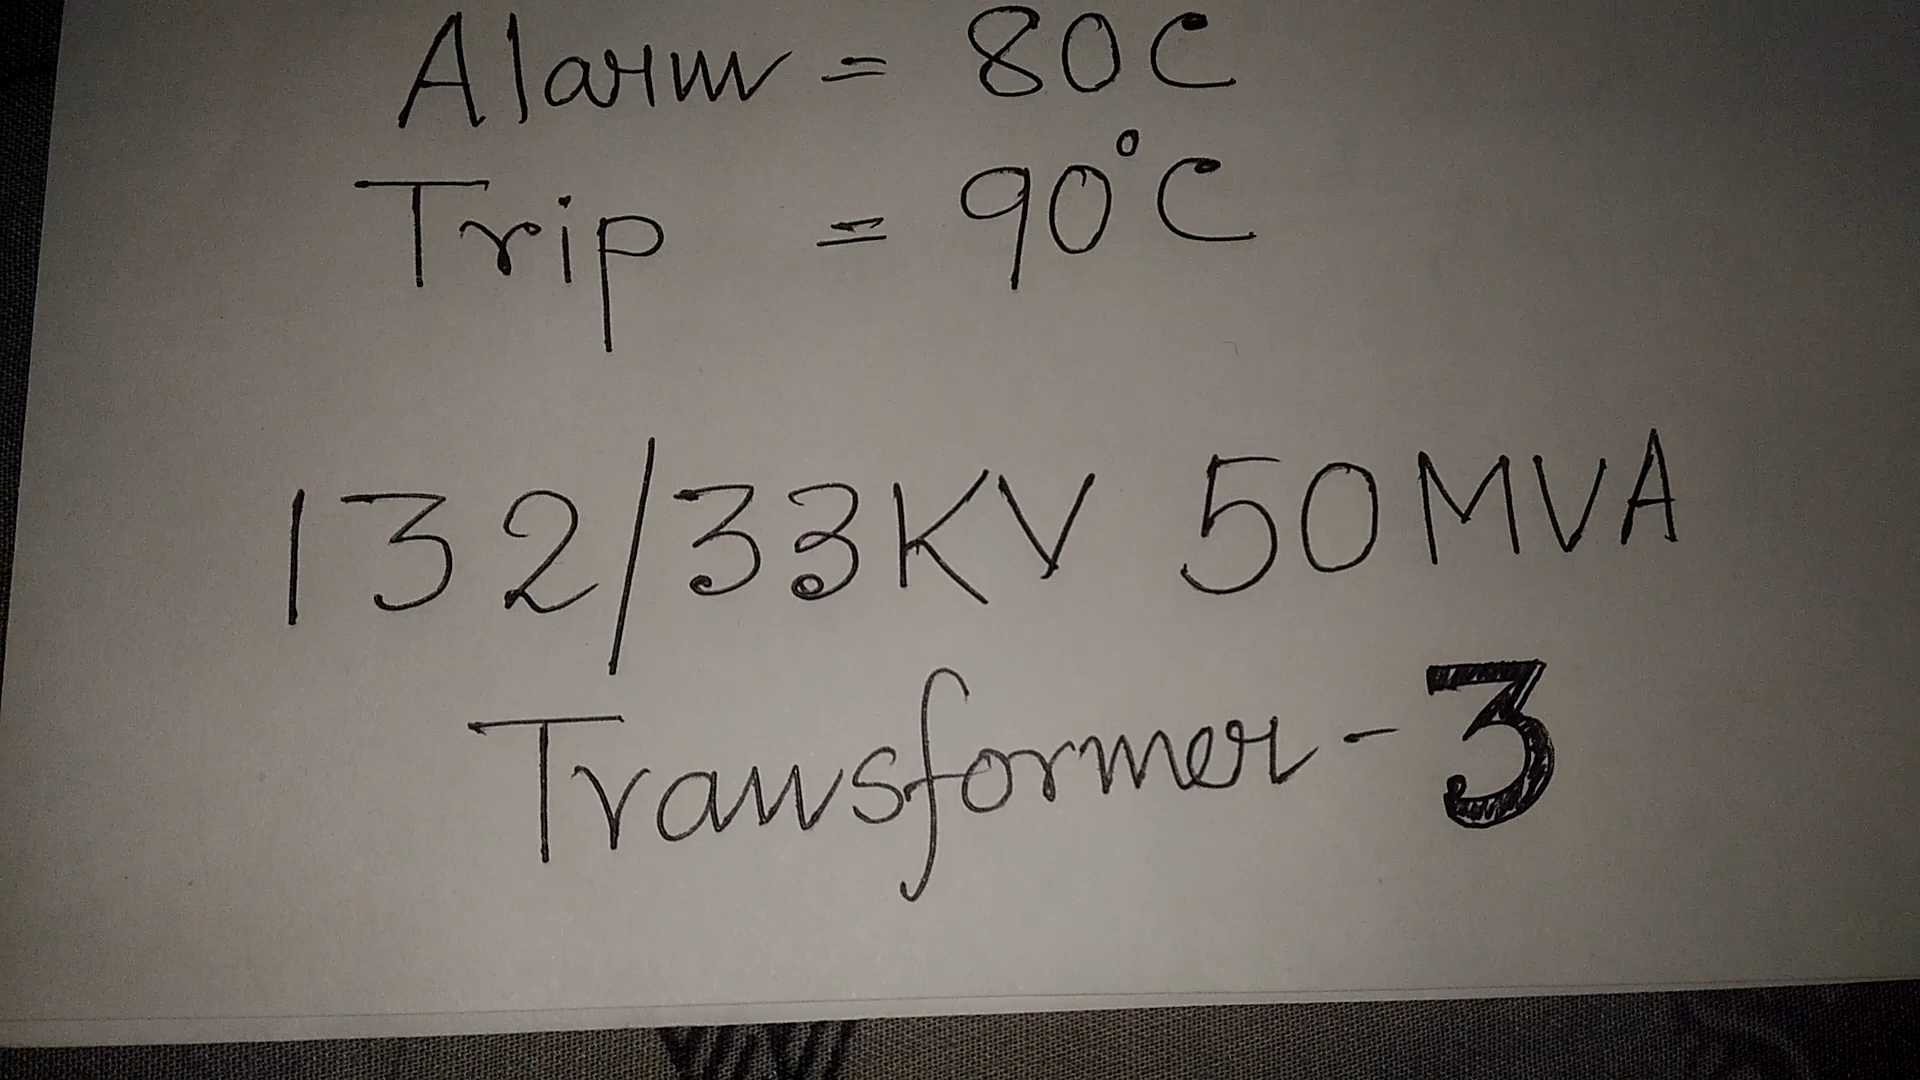 Alarm = 80C
Trip = 90°C
132/33KV 50MVA
Transformer-3